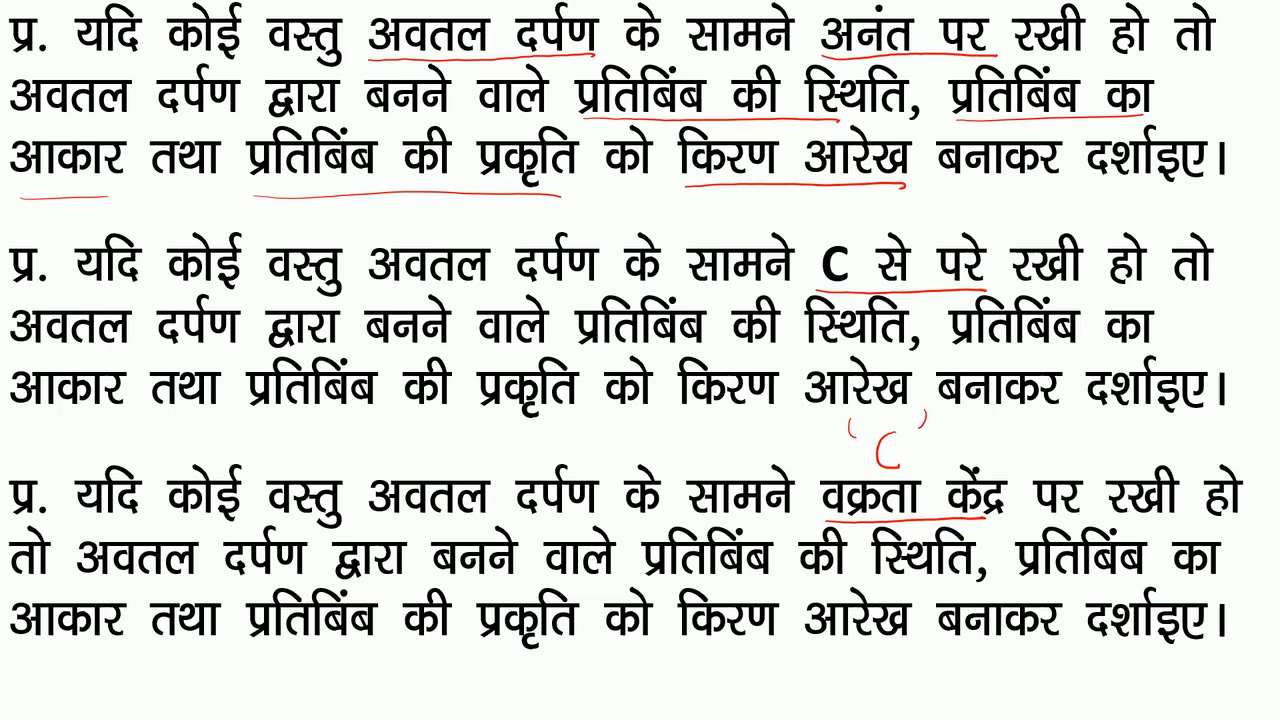 प्र. यदि कोई वस्तु अवतल दर्पण के सामने अनंत पर रखी हो तो
अवतल दर्पण द्वारा बनने वाले प्रतिबिंब की स्थिति, प्रतिबिंब का
आकार तथा प्रतिबिंब की प्रकृति को किरण आरेख बनाकर दर्शाइए।
प्र. यदि कोई वस्तु अवतल दर्पण के सामने C से परे रखी हो तो
अवतल दर्पण द्वारा बनने वाले प्रतिबिंब की स्थिति, प्रतिबिंब का
आकार तथा प्रतिबिंब की प्रकृति को किरण आरेख बनाकर दर्शाइए।
‘C’
प्र. यदि कोई वस्तु अवतल दर्पण के सामने वक्रता केंद्र पर रखी हो
तो अवतल दर्पण द्वारा बनने वाले प्रतिबिंब की स्थिति, प्रतिबिंब का
आकार तथा प्रतिबिंब की प्रकृति को किरण आरेख बनाकर दर्शाइए।